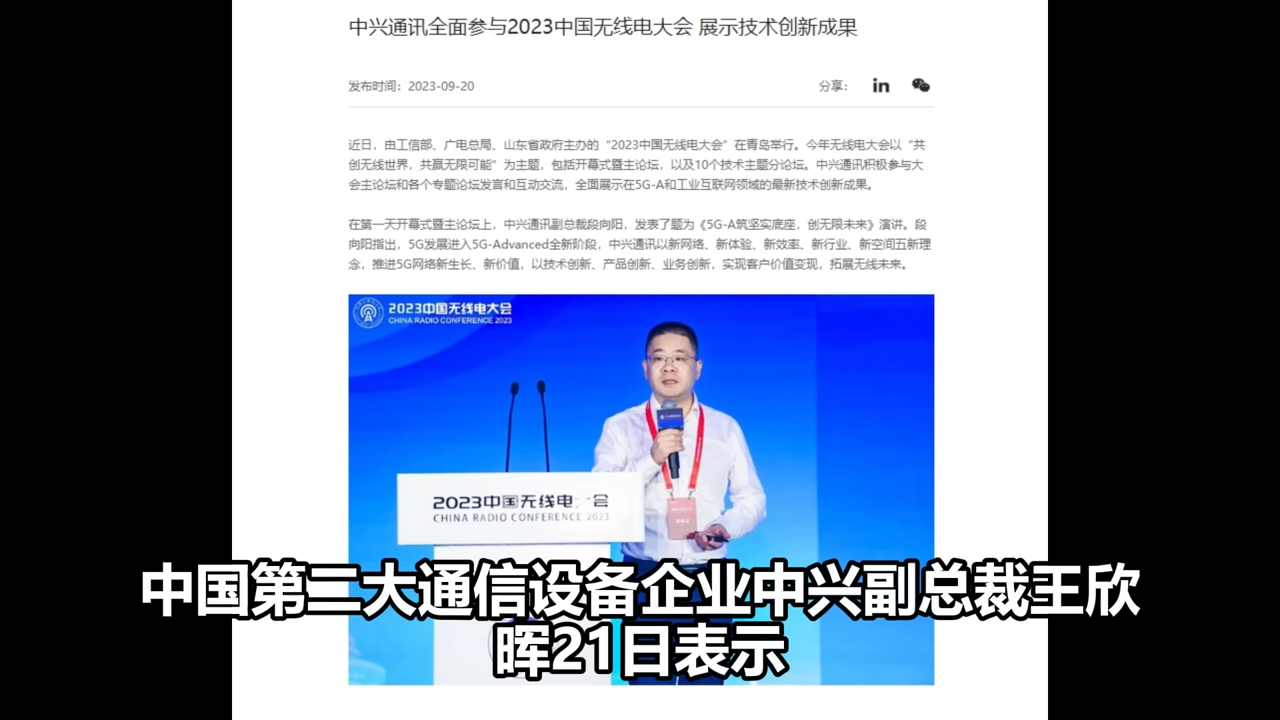 中兴通讯全面参与2023中国无线电大会 展示技术创新成果
发布时间：2023-09-20
分享：
近日，由工信部、广电总局、山东省政府主办的“2023中国无线电大会”在青岛举行。今年无线电大会以“共
创无线世界，共赢无限可能”为主题，包括开幕式暨主论坛，以及10个技术主题分论坛。中兴通讯积极参与大
会主论坛和各个专题论坛发言和互动交流，全面展示在5G-A和工业互联网领域的最新技术创新成果。
在第一天开幕式暨主论坛上，中兴通讯副总裁段向阳，发表了题为《5G-A筑坚实底座，创无限未来》演讲。段
向阳指出，5G发展进入5G-Advanced全新阶段，中兴通讯以新网络、新体验、新效率、新行业、新空间五新理
念，推进5G网络新生长、新价值，以技术创新、产品创新、业务创新，实现客户价值变现，拓展无线未来。
2023中国无线电大会
CHINA RADIO CONFERENCE 2023
2023中国无线电大会
CHINA RADIO CONFERENCE 2023
中国第二大通信设备企业中兴副总裁王欣
晖21日表示